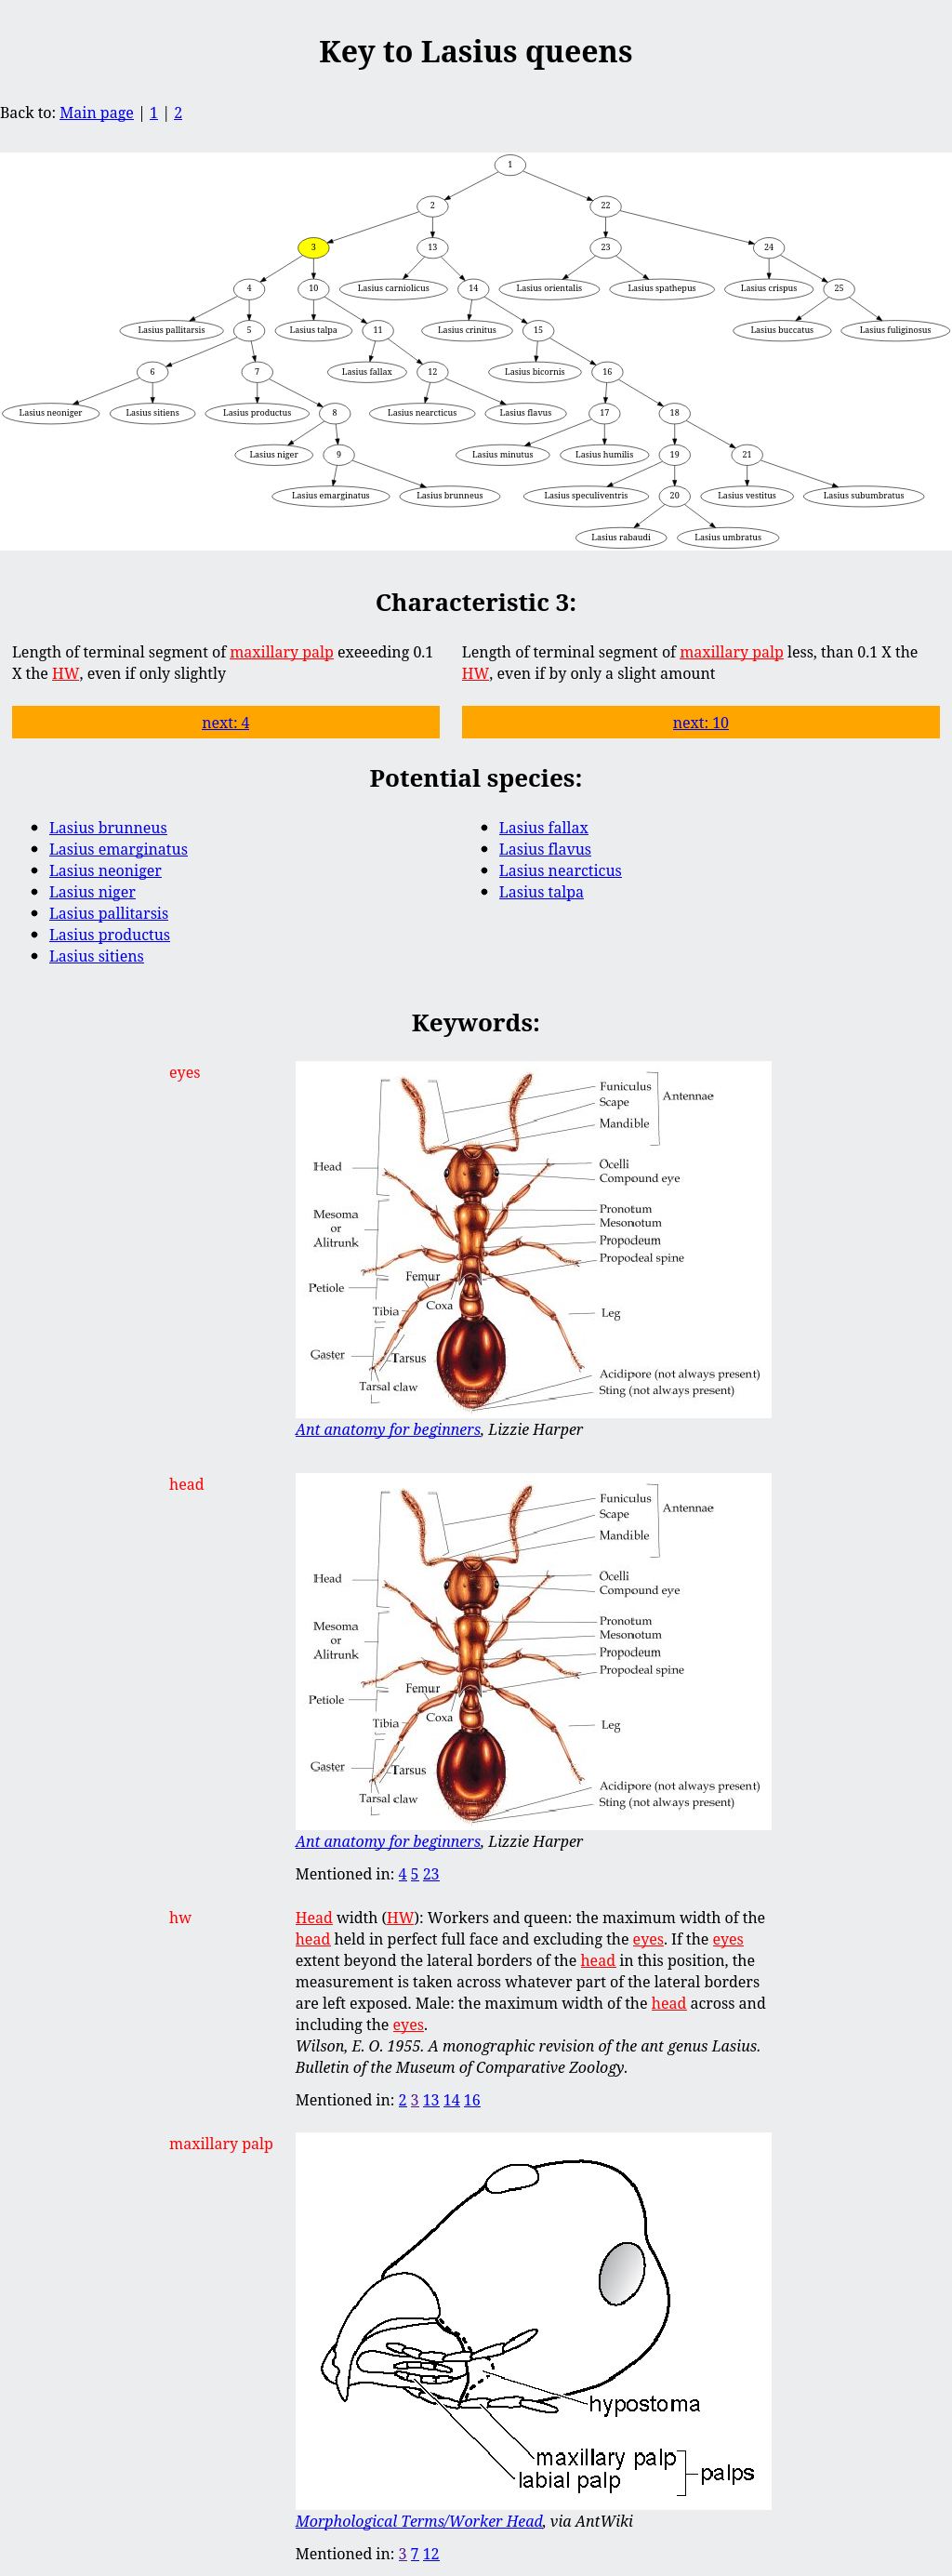 Key to Lasius queens
Back to: Main page | 1 | 2
1
2 22
3 13 23 24
4 10 Lasius carniolicus 14 Lasius orientalis Lasius spathepus Lasius crispus 25
Lasius pallitarsis 5 Lasius talpa 11 Lasius crinitus 15 Lasius buccatus Lasius fuliginosus
6 7 Lasius fallax 12 Lasius bicornis 16
Lasius neoniger Lasius sitiens Lasius productus 8 Lasius nearcticus Lasius flavus 17 18
Lasius niger 9 Lasius minutus Lasius humilis 19 21
Lasius emarginatus Lasius brunneus Lasius speculiventris 20 Lasius vestitus Lasius subumbratus
Lasius rabaudi Lasius umbratus
Characteristic 3:
Length of terminal segment of maxillary palp exeeeding 0.1
X the HW, even if only slightly
next: 4
Length of terminal segment of maxillary palp less, than 0.1 X the
HW, even if by only a slight amount
next: 10
Potential species:
Lasius brunneus
Lasius emarginatus
Lasius neoniger
Lasius niger
Lasius pallitarsis
Lasius productus
Lasius sitiens
Lasius fallax
Lasius flavus
Lasius nearcticus
Lasius talpa
Keywords:
eyes
Funiculus
Scape
Mandible
Antennae
Head
Ocelli
Compound eye
Mesoma
or
Alitrunk
Pronotum
Mesonotum
Propodeum
Propodeal spine
Petiole
Femur
Coxa
Tibia
Leg
Gaster
Tarsus
Tarsal claw
Acidipore (not always present)
Sting (not always present)
Ant anatomy for beginners, Lizzie Harper
head
Funiculus
Scape
Mandible
Antennae
Head
Ocelli
Compound eye
Mesoma
or
Alitrunk
Pronotum
Mesonotum
Propodeum
Propodeal spine
Petiole
Femur
Coxa
Tibia
Leg
Gaster
Tarsus
Tarsal claw
Acidipore (not always present)
Sting (not always present)
Ant anatomy for beginners, Lizzie Harper
Mentioned in: 4 5 23
hw
Head width (HW): Workers and queen: the maximum width of the
head held in perfect full face and excluding the eyes. If the eyes
extent beyond the lateral borders of the head in this position, the
measurement is taken across whatever part of the lateral borders
are left exposed. Male: the maximum width of the head across and
including the eyes.
Wilson, E. O. 1955. A monographic revision of the ant genus Lasius.
Bulletin of the Museum of Comparative Zoology.
Mentioned in: 2 3 13 14 16
maxillary palp
hypostoma
maxillary palp
labial palp
palps
Morphological Terms/Worker Head, via AntWiki
Mentioned in: 3 7 12